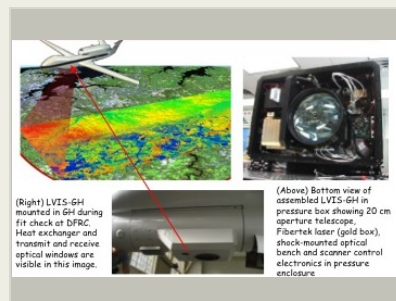 (Right) LVIS-GH
mounted in GH during
fit check at DFRC.
Heat exchanger and
transmit and receive
optical windows are
visible in this image.
(Above) Bottom view of
assembled LVIS-GH in
pressure box showing 20 cm
aperture telescope,
Fibertek laser (gold box),
shock-mounted optical
bench and scanner control
electronics in pressure
enclosure